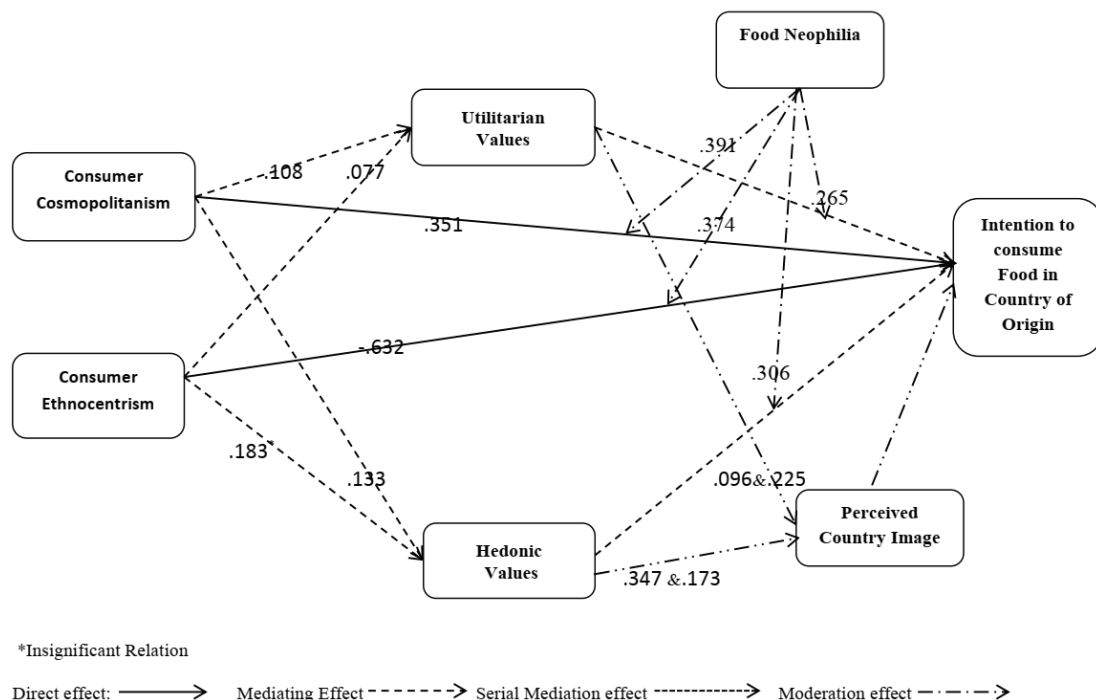 Food Neophilia
Utilitarian
Values
Consumer
Cosmopolitanism
.391
.108
.077
.351
.374
.265
Intention to
consume
Food in
Country of
Origin
-.632
Consumer
Ethnocentrism
.306
.183
.133
.096&.225
Perceived
Country Image
Hedonic
Values
.347 &.173
*Insignificant Relation
Direct effect:
Mediating Effect
Serial Mediation effect
Moderation effect